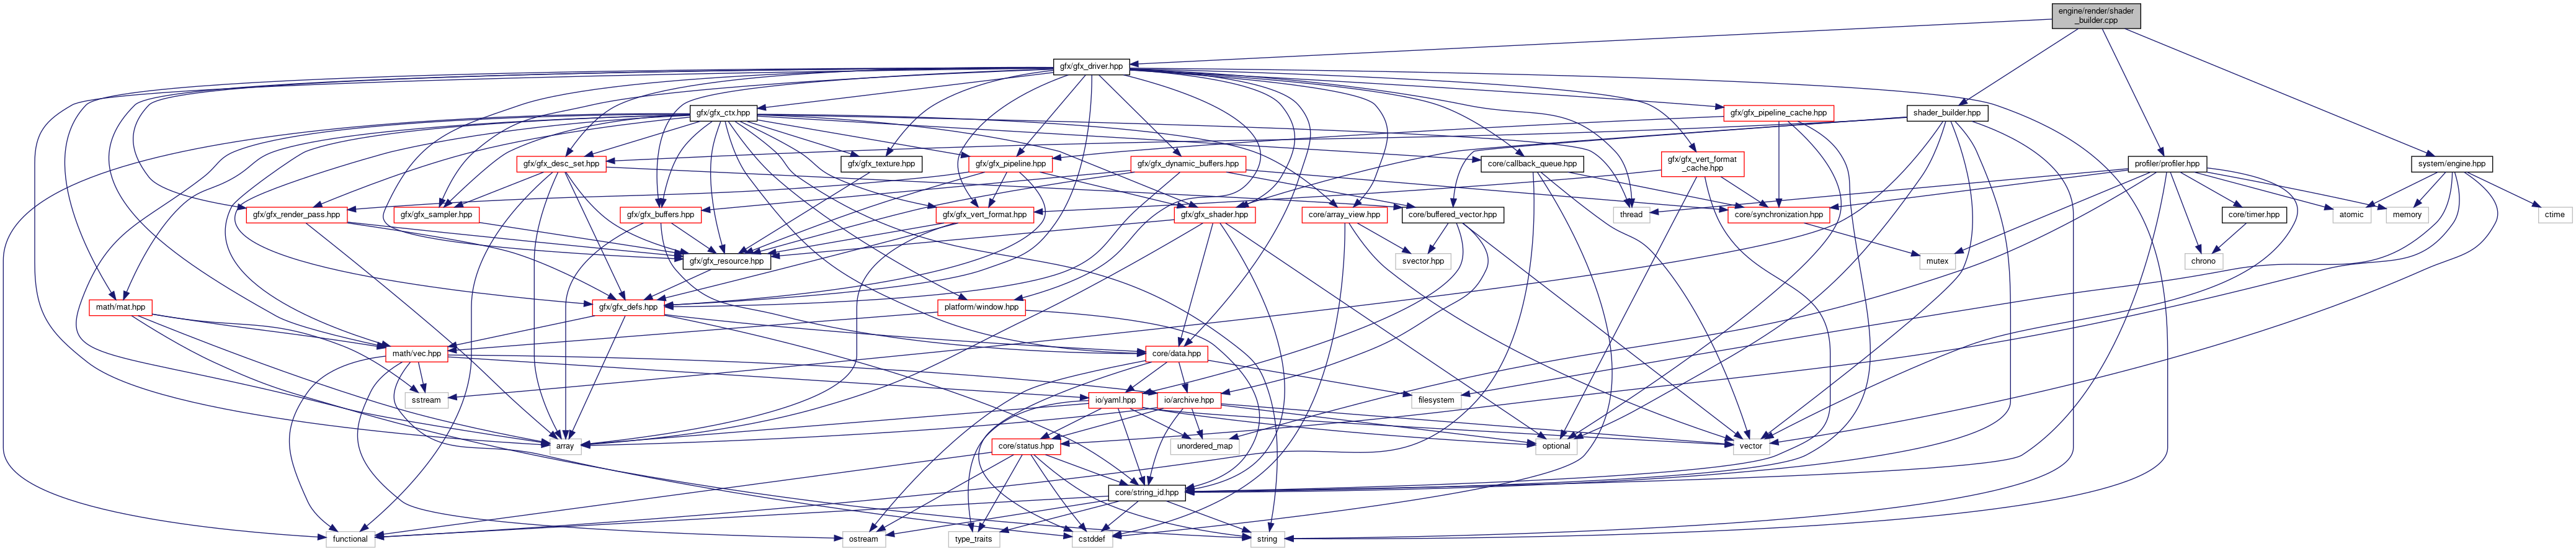 engine/render/shader
_builder.cpp
gfx/gfx_driver.hpp
gfx/gfx_ctx.hpp
gfx/gfx_pipeline_cache.hpp
shader_builder.hpp
gfx/gfx_desc_set.hpp
gfx/gfx_texture.hpp
gfx/gfx_pipeline.hpp
gfx/gfx_dynamic_buffers.hpp
core/callback_queue.hpp
gfx/gfx_vert_format
_cache.hpp
profiler/profiler.hpp
system/engine.hpp
gfx/gfx_render_pass.hpp
gfx/gfx_sampler.hpp
gfx/gfx_buffers.hpp
gfx/gfx_vert_format.hpp
gfx/gfx_shader.hpp
core/array_view.hpp
core/buffered_vector.hpp
thread
core/synchronization.hpp
core/timer.hpp
atomic
memory
ctime
gfx/gfx_resource.hpp
svector.hpp
mutex
chrono
math/mat.hpp
gfx/gfx_defs.hpp
platform/window.hpp
math/vec.hpp
core/data.hpp
sstream
io/yaml.hpp
io/archive.hpp
filesystem
array
core/status.hpp
unordered_map
optional
vector
core/string_id.hpp
functional
ostream
type_traits
cstddef
string